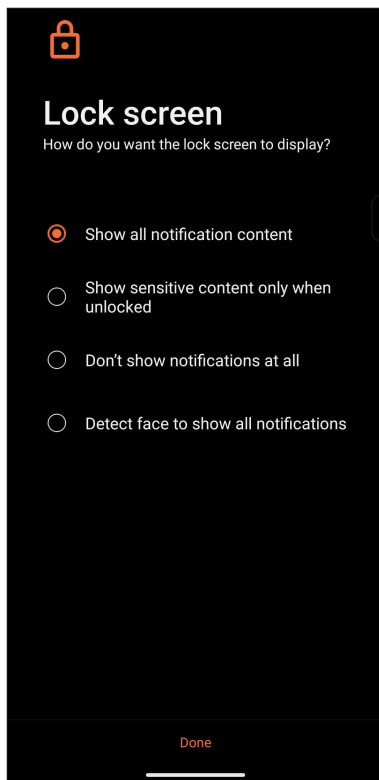 Lock screen
How do you want the lock screen to display?
Show all notification content
Show sensitive content only when
unlocked
Don’t show notifications at all
Detect face to show all notifications
Done